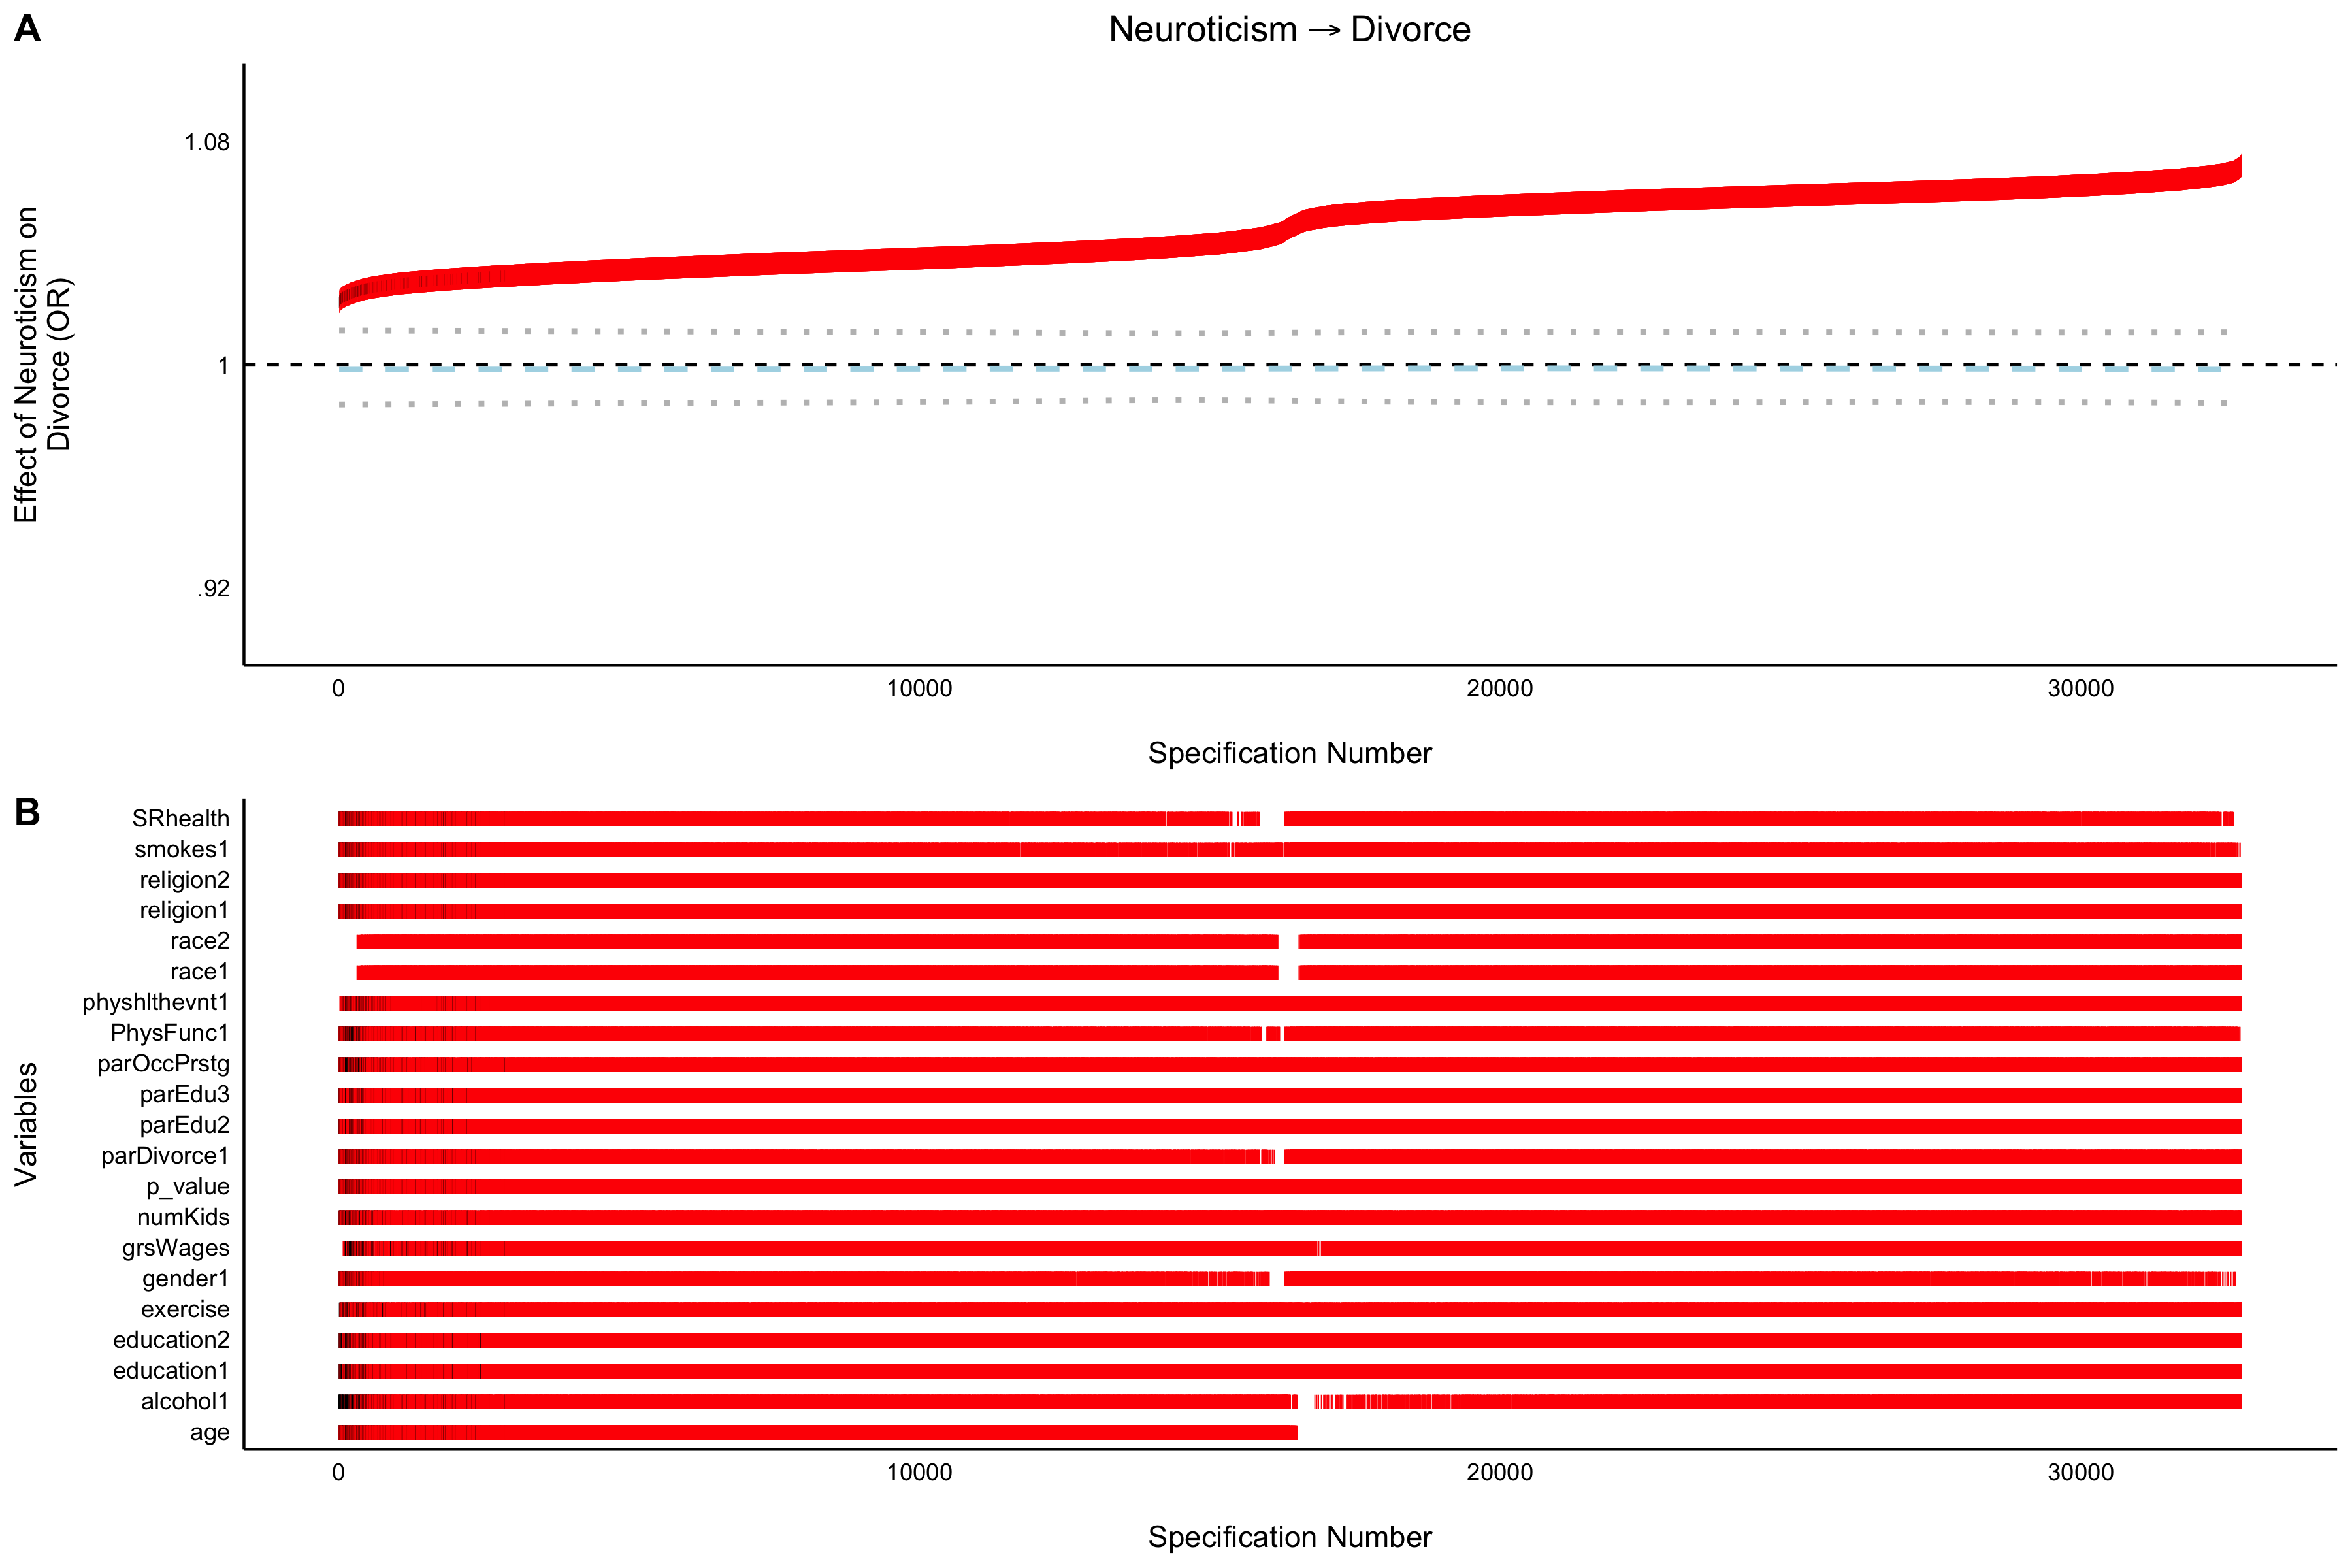 A
Neuroticism → Divorce
Effect of Neuroticism on
Divorce (OR)
1.08
1
.92
0 10000 20000 30000
Specification Number
B
Variables
SRhealth
smokes1
religion2
religion1
race2
race1
physhlthevnt1
PhysFunc1
parOccPrstg
parEdu3
parEdu2
parDivorce1
p_value
numKids
grsWages
gender1
exercise
education2
education1
alcohol1
age
0 10000 20000 30000
Specification Number